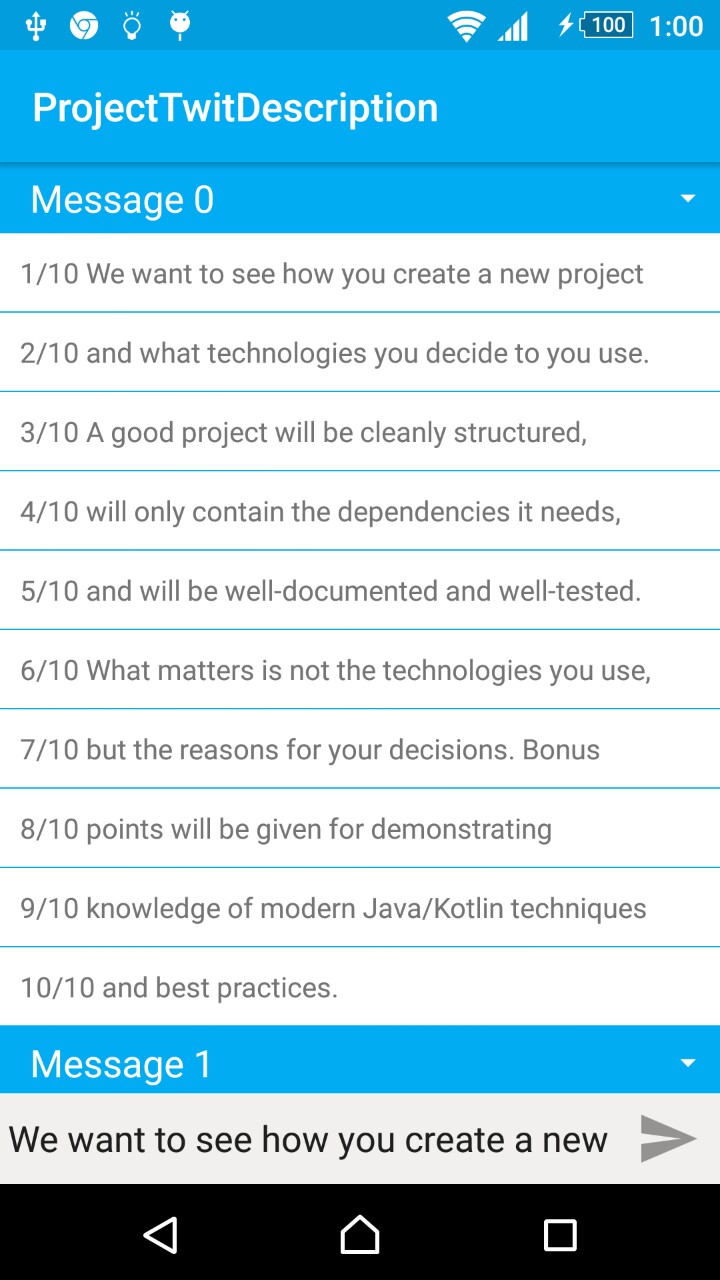 100 1:00
ProjectTwitDescription
Message 0
1/10 We want to see how you create a new project
2/10 and what technologies you decide to you use.
3/10 A good project will be cleanly structured,
4/10 will only contain the dependencies it needs,
5/10 and will be well-documented and well-tested.
6/10 What matters is not the technologies you use,
7/10 but the reasons for your decisions. Bonus
8/10 points will be given for demonstrating
9/10 knowledge of modern Java/Kotlin techniques
10/10 and best practices.
Message 1
We want to see how you create a new